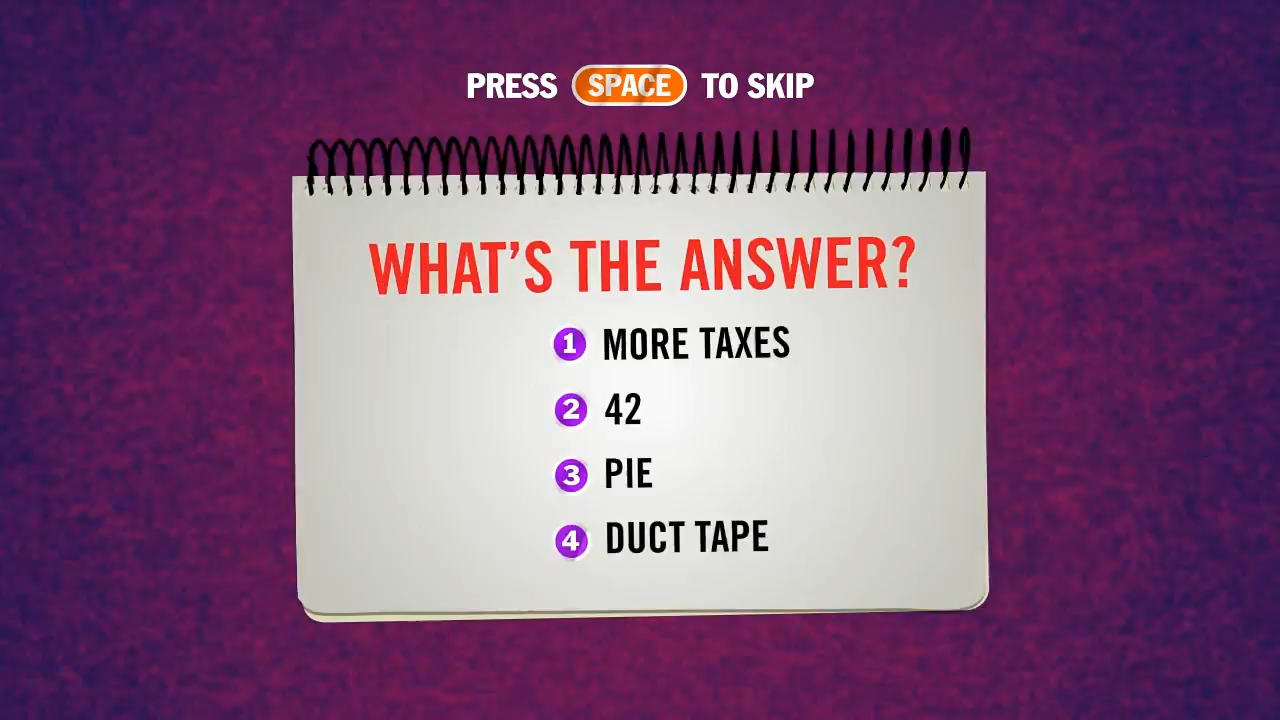 PRESS SPACE TO SKIP
WHAT'S THE ANSWER?
1 MORE TAXES
2 42
3 PIE
4 DUCT TAPE